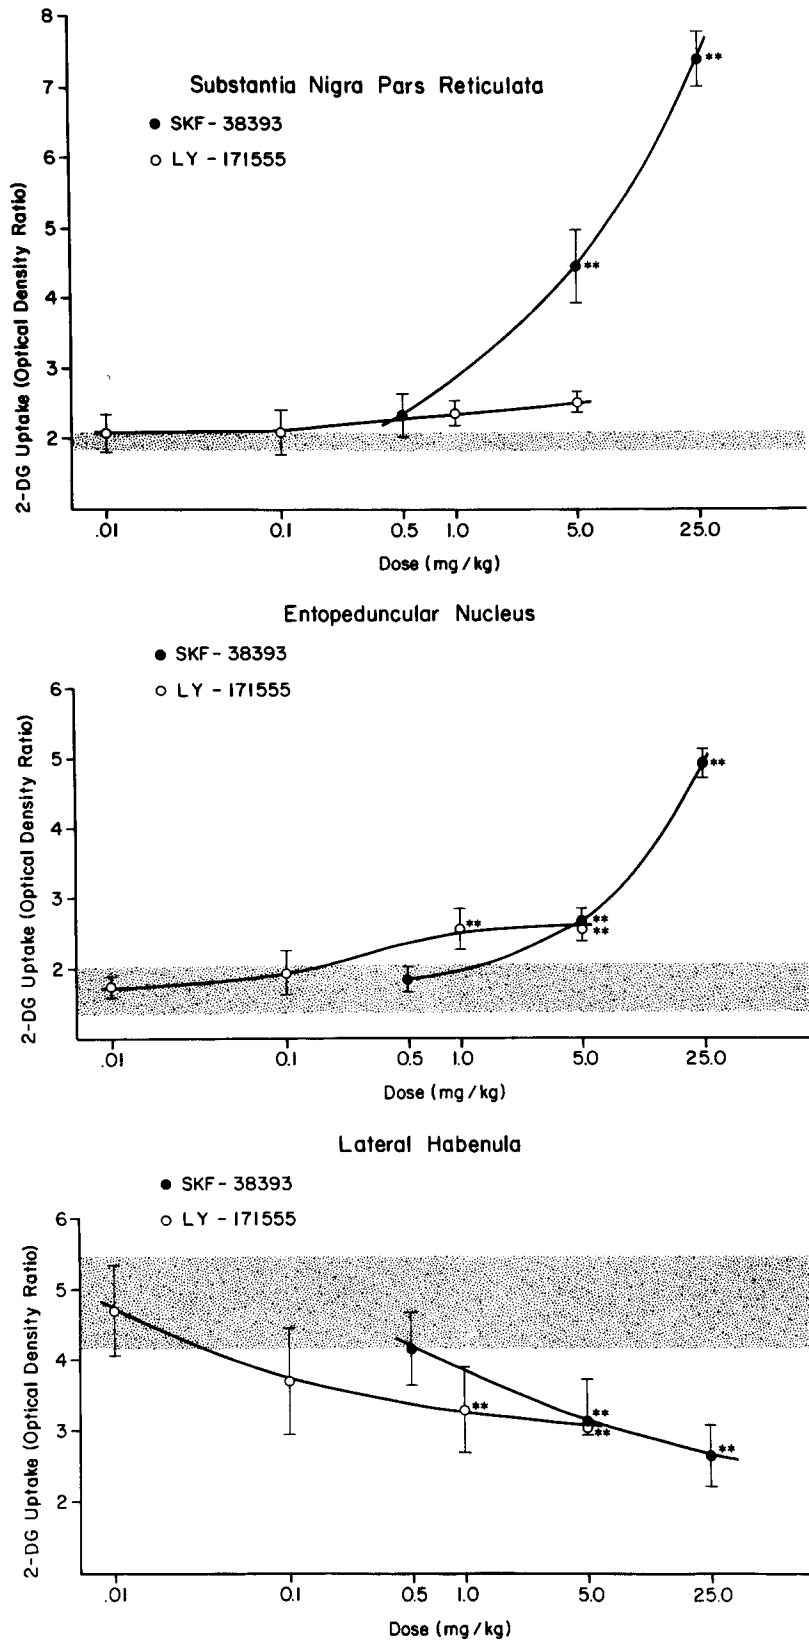 Substantia Nigra Pars Reticulata
SKF - 38393
LY - 171555
2-DG Uptake (Optical Density Ratio)
8
7
6
5
4
3
2
**
**
.01 0.1 0.5 1.0 5.0 25.0
Dose (mg/kg)
Entopeduncular Nucleus
SKF - 38393
LY - 171555
2-DG Uptake (Optical Density Ratio)
6
5
4
3
2
**
**
**
**
.01 0.1 0.5 1.0 5.0 25.0
Dose (mg/kg)
Lateral Habenula
SKF - 38393
LY - 171555
2-DG Uptake (Optical Density Ratio)
6
5
4
3
2
**
**
**
**
.01 0.1 0.5 1.0 5.0 25.0
Dose (mg/kg)